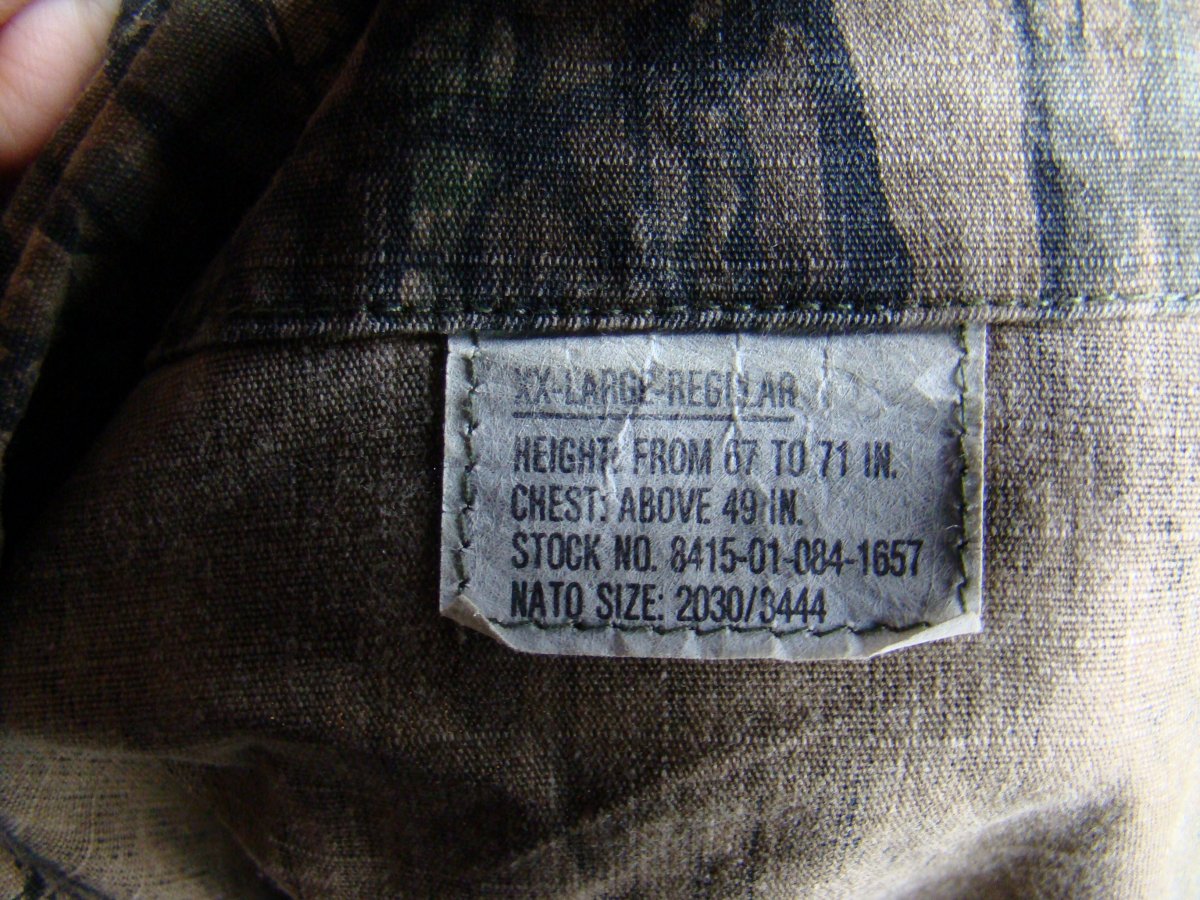 XX-LARGE-REGULAR
HEIGHT: FROM 67 TO 71 IN.
CHEST: ABOVE 49 IN.
STOCK NO. 8415-01-084-1657
NATO SIZE: 2030/3444